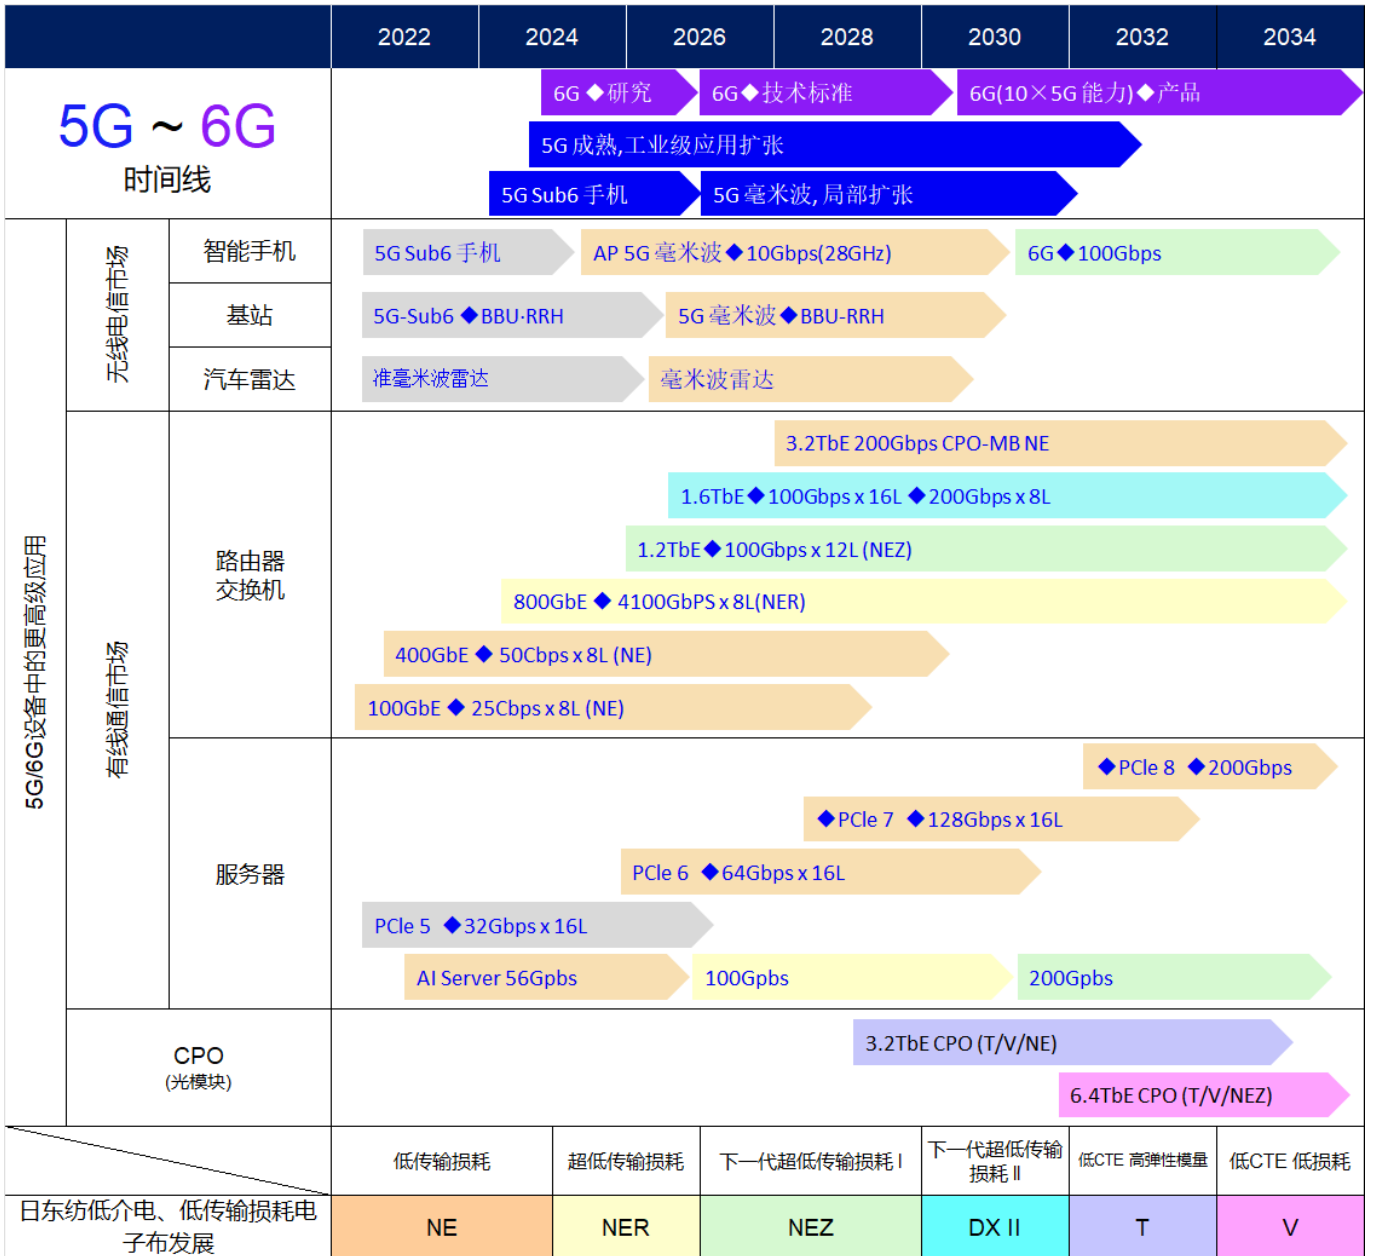 2022 2024 2026 2028 2030 2032 2034
5G ~ 6G
时间线
6G ◆研究
6G◆技术标准
6G(10×5G 能力)◆产品
5G 成熟,工业级应用扩张
5G Sub6 手机
5G 毫米波, 局部扩张
5G/6G设备中的更高级应用
无线电信市场
智能手机
5G Sub6 手机
AP 5G 毫米波◆10Gbps(28GHz)
6G◆100Gbps
基站
5G-Sub6 ◆BBU·RRH
5G 毫米波◆BBU-RRH
汽车雷达
准毫米波雷达
毫米波雷达
有线通信市场
路由器
交换机
3.2TbE 200Gbps CPO-MB NE
1.6TbE◆100Gbps x 16L ◆200Gbps x 8L
1.2TbE◆100Gbps x 12L (NEZ)
800GbE ◆ 4100GbPS x 8L(NER)
400GbE ◆ 50Cbps x 8L (NE)
100GbE ◆ 25Cbps x 8L (NE)
服务器
◆PCle 8 ◆200Gbps
◆PCle 7 ◆128Gbps x 16L
PCle 6 ◆64Gbps x 16L
PCle 5 ◆32Gbps x 16L
AI Server 56Gpbs
100Gpbs
200Gpbs
CPO
(光模块)
3.2TbE CPO (T/V/NE)
6.4TbE CPO (T/V/NEZ)
低传输损耗
超低传输损耗
下一代超低传输损耗 I
下一代超低传输
损耗 II
低CTE 高弹性模量
低CTE 低损耗
日东纺低介电、低传输损耗电
子布发展
NE
NER
NEZ
DX II
T
V